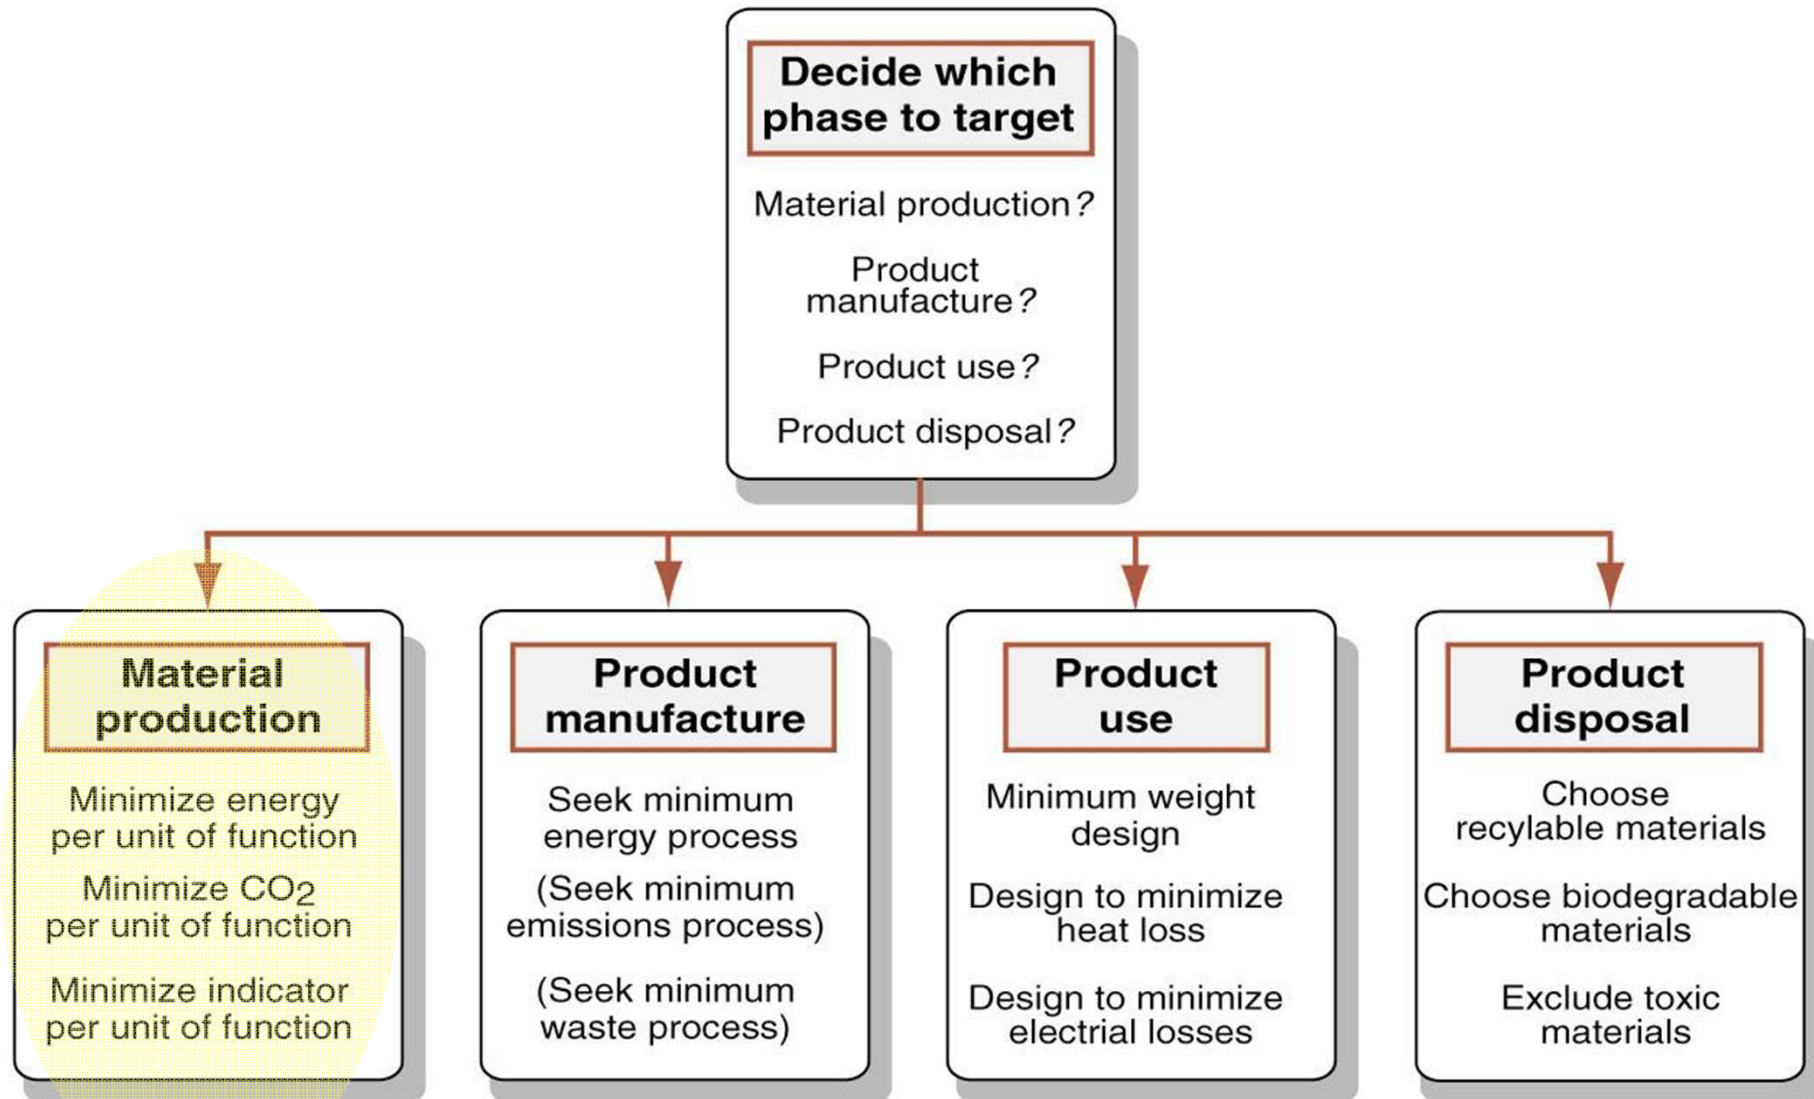 Decide which
phase to target
Material production?
Product
manufacture?
Product use?
Product disposal?
Material
production
Minimize energy
per unit of function
Minimize CO2
per unit of function
Minimize indicator
per unit of function
Product
manufacture
Seek minimum
energy process
(Seek minimum
emissions process)
(Seek minimum
waste process)
Product
use
Minimum weight
design
Design to minimize
heat loss
Design to minimize
electrial losses
Product
disposal
Choose
recylable materials
Choose biodegradable
materials
Exclude toxic
materials